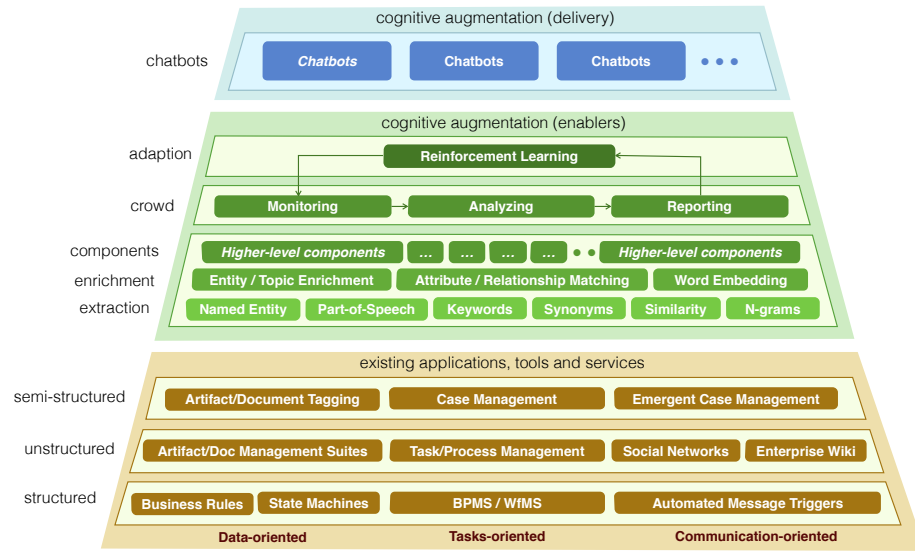 cognitive augmentation (delivery)
chatbots
Chatbots
Chatbots
Chatbots
cognitive augmentation (enablers)
adaption
Reinforcement Learning
crowd
Monitoring
Analyzing
Reporting
components
Higher-level components
...
...
...
...
Higher-level components
enrichment
Entity / Topic Enrichment
Attribute / Relationship Matching
Word Embedding
extraction
Named Entity
Part-of-Speech
Keywords
Synonyms
Similarity
N-grams
existing applications, tools and services
semi-structured
Artifact/Document Tagging
Case Management
Emergent Case Management
unstructured
Artifact/Doc Management Suites
Task/Process Management
Social Networks
Enterprise Wiki
structured
Business Rules
State Machines
BPMS / WfMS
Automated Message Triggers
Data-oriented
Tasks-oriented
Communication-oriented